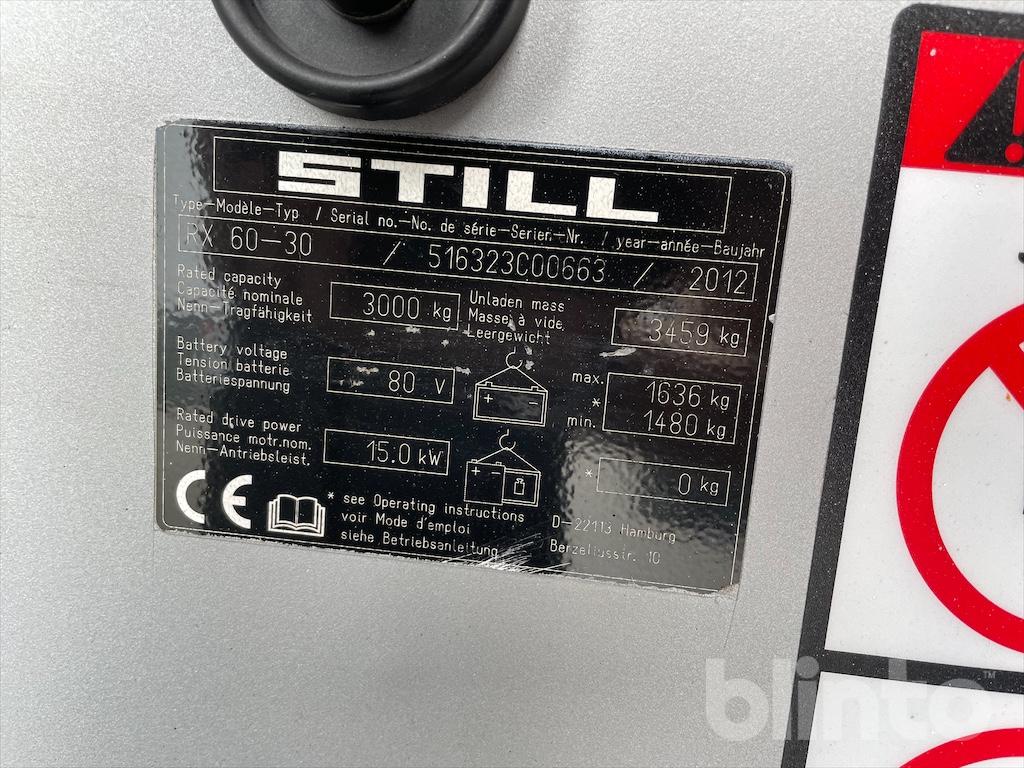 STILL
Type-Modèle-Typ / Serial no.-No. de série-Serien.-Nr. / year-année-Baujahr
RX 60-30 / 516323C00663 / 2012
Rated capacity
Capacité nominale
Nenn-Tragfähigkeit
3000 kg
Unladen mass
Masse à vide
Leergewicht
3459 kg
Battery voltage
Tension batterie
Batteriespannung
80 V
+ -
max. 1636 kg
*
min. 1480 kg
Rated drive power
Puissance motr.nom.
Nenn-Antriebsleist.
15.0 kW
+ -
* 0 kg
CE
* see Operating instructions
voir Mode d'emploi
siehe Betriebsanleitung
D-22113 Hamburg
Berzeliusstr. 10
blinto™